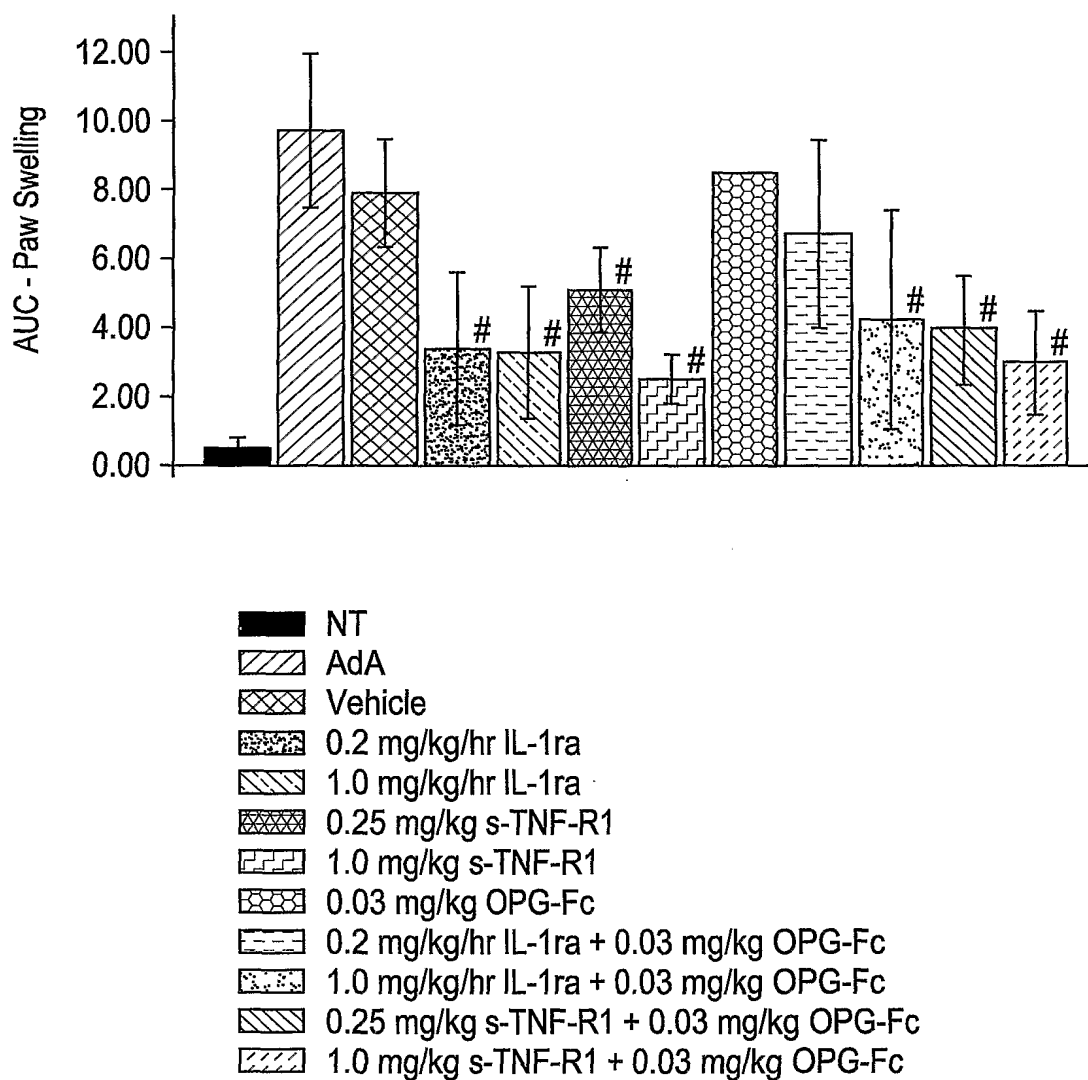 AUC - Paw Swelling
12.00
10.00
8.00
6.00
4.00
2.00
0.00
# # # # # # #
NT
AdA
Vehicle
0.2 mg/kg/hr IL-1ra
1.0 mg/kg/hr IL-1ra
0.25 mg/kg s-TNF-R1
1.0 mg/kg s-TNF-R1
0.03 mg/kg OPG-Fc
0.2 mg/kg/hr IL-1ra + 0.03 mg/kg OPG-Fc
1.0 mg/kg/hr IL-1ra + 0.03 mg/kg OPG-Fc
0.25 mg/kg s-TNF-R1 + 0.03 mg/kg OPG-Fc
1.0 mg/kg s-TNF-R1 + 0.03 mg/kg OPG-Fc